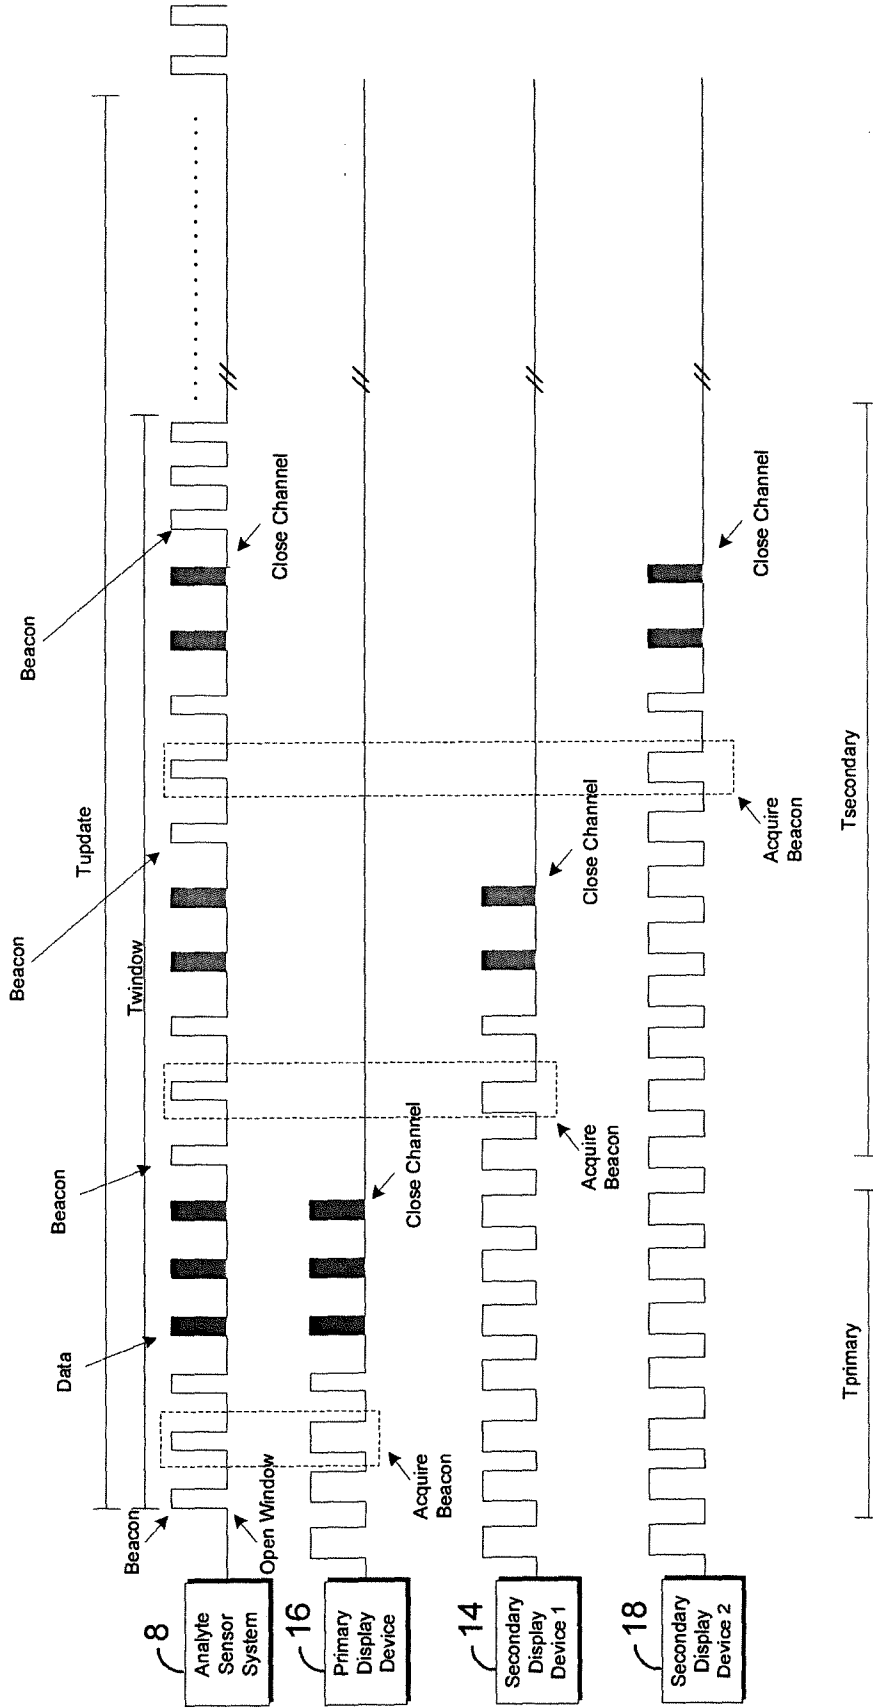 Tupdate
Twindow
Beacon
Data
Beacon
Beacon
Beacon
8
Analyte
Sensor
System
Open Window
Close Channel
16
Primary
Display
Device
Acquire
Beacon
Close Channel
14
Secondary
Display
Device 1
Acquire
Beacon
Close Channel
18
Secondary
Display
Device 2
Acquire
Beacon
Close Channel
Tprimary
Tsecondary